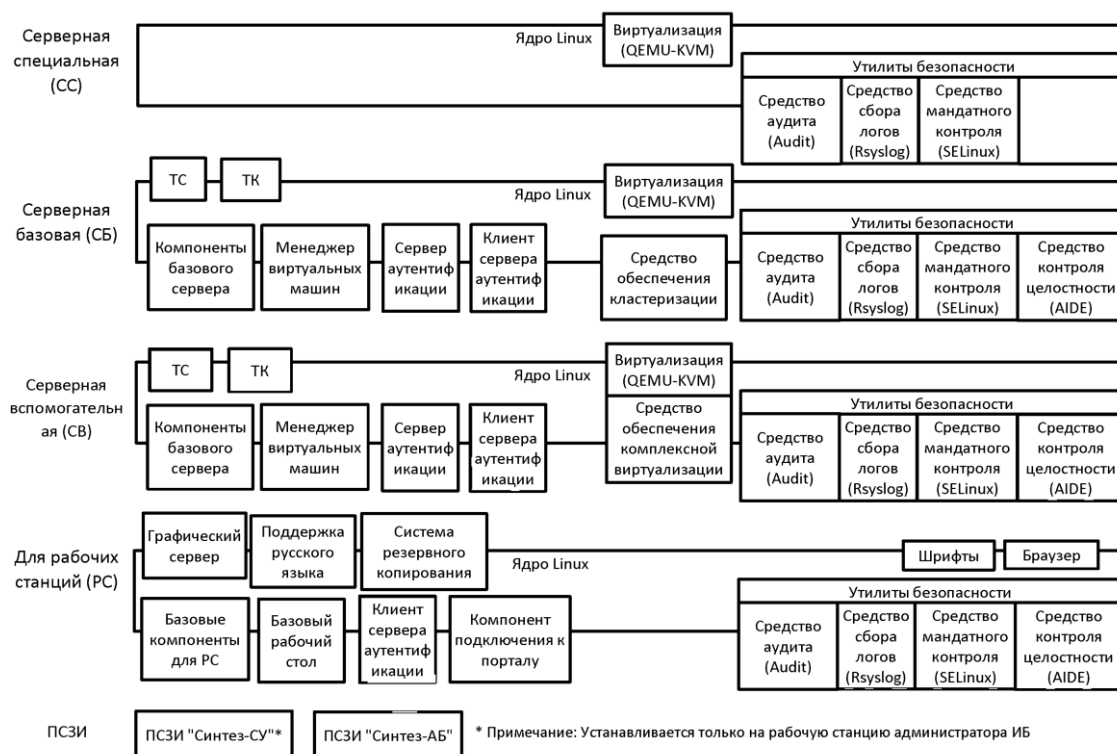 Серверная
специальная
(СС)
Ядро Linux
Виртуализация
(QEMU-KVM)
Утилиты безопасности
Средство
аудита
(Audit)
Средство
сбора
логов
(Rsyslog)
Средство
мандатного
контроля
(SELinux)
Серверная
базовая (СБ)
ТС
ТК
Ядро Linux
Виртуализация
(QEMU-KVM)
Компоненты
базового
сервера
Менеджер
виртуальных
машин
Сервер
аутентиф
икации
Клиент
сервера
аутентиф
икации
Средство
обеспечения
кластеризации
Утилиты безопасности
Средство
аудита
(Audit)
Средство
сбора
логов
(Rsyslog)
Средство
мандатного
контроля
(SELinux)
Средство
контроля
целостности
(AIDE)
Серверная
вспомогательн
ая (СВ)
ТС
ТК
Ядро Linux
Виртуализация
(QEMU-KVM)
Компоненты
базового
сервера
Менеджер
виртуальных
машин
Сервер
аутентиф
икации
Клиент
сервера
аутентиф
икации
Средство
обеспечения
комплексной
виртуализации
Утилиты безопасности
Средство
аудита
(Audit)
Средство
сбора
логов
(Rsyslog)
Средство
мандатного
контроля
(SELinux)
Средство
контроля
целостности
(AIDE)
Для рабочих
станций (РС)
Графический
сервер
Поддержка
русского
языка
Система
резервного
копирования
Ядро Linux
Шрифты
Браузер
Базовые
компоненты
для РС
Базовый
рабочий
стол
Клиент
сервера
аутентиф
икации
Компонент
подключения к
порталу
Утилиты безопасности
Средство
аудита
(Audit)
Средство
сбора
логов
(Rsyslog)
Средство
мандатного
контроля
(SELinux)
Средство
контроля
целостности
(AIDE)
ПСЗИ
ПСЗИ "Синтез-СУ"*
ПСЗИ "Синтез-АБ"
* Примечание: Устанавливается только на рабочую станцию администратора ИБ